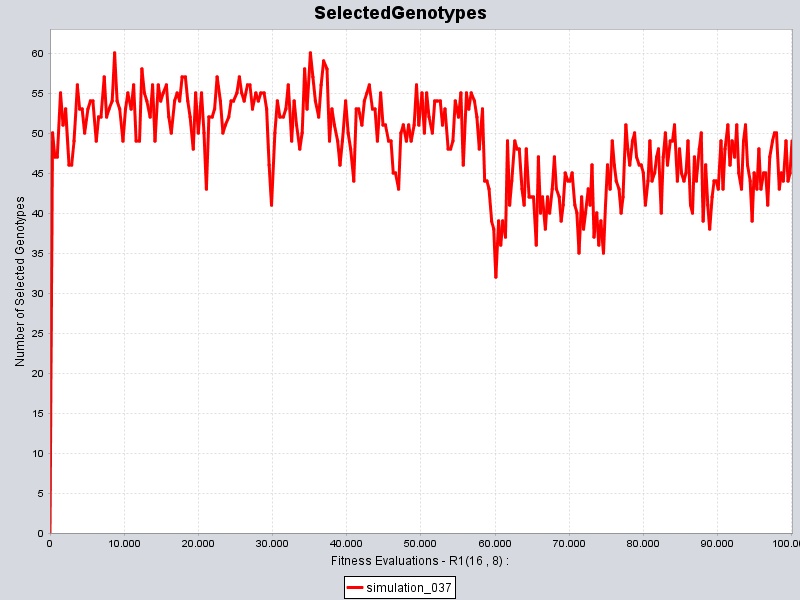 SelectedGenotypes
Number of Selected Genotypes
60
55
50
45
40
35
30
25
20
15
10
5
0
0 10.000 20.000 30.000 40.000 50.000 60.000 70.000 80.000 90.000 100.00
Fitness Evaluations - R1(16 , 8) :
simulation_037